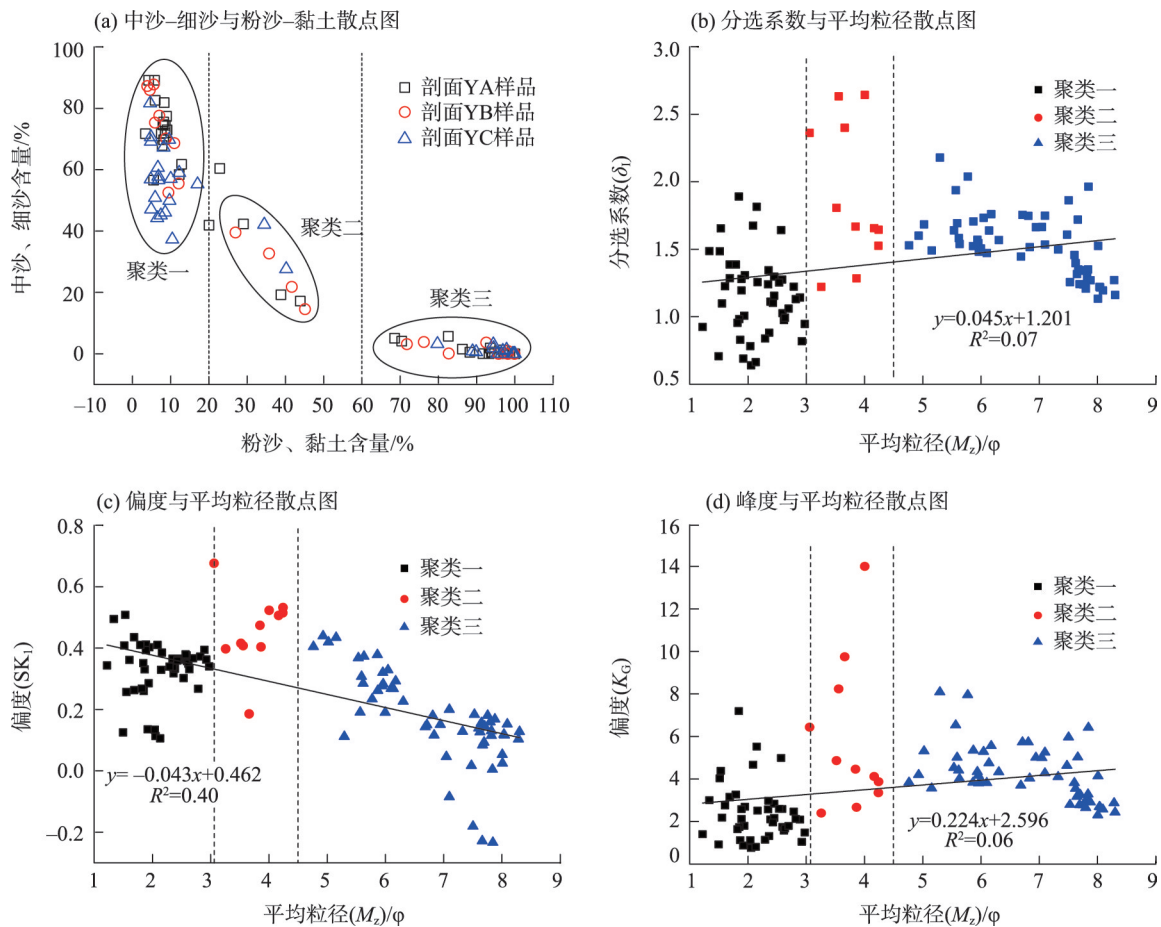 (a) 中沙–细沙与粉沙–黏土散点图
中沙、细沙含量/%
100
80
60
40
20
0
–10 0 10 20 30 40 50 60 70 80 90 100 110
粉沙、黏土含量/%
剖面YA样品
剖面YB样品
剖面YC样品
聚类一
聚类二
聚类三
(b) 分选系数与平均粒径散点图
分选系数(δ₁)
3.0
2.5
2.0
1.5
1.0
0.5
1 2 3 4 5 6 7 8 9
平均粒径(Mz)/φ
聚类一
聚类二
聚类三
y=0.045x+1.201
R²=0.07
(c) 偏度与平均粒径散点图
偏度(SK₁)
0.8
0.6
0.4
0.2
0.0
–0.2
1 2 3 4 5 6 7 8 9
平均粒径(Mz)/φ
聚类一
聚类二
聚类三
y= –0.043x+0.462
R²=0.40
(d) 峰度与平均粒径散点图
偏度(KG)
16
14
12
10
8
6
4
2
0
1 2 3 4 5 6 7 8 9
平均粒径(Mz)/φ
聚类一
聚类二
聚类三
y=0.224x+2.596
R²=0.06